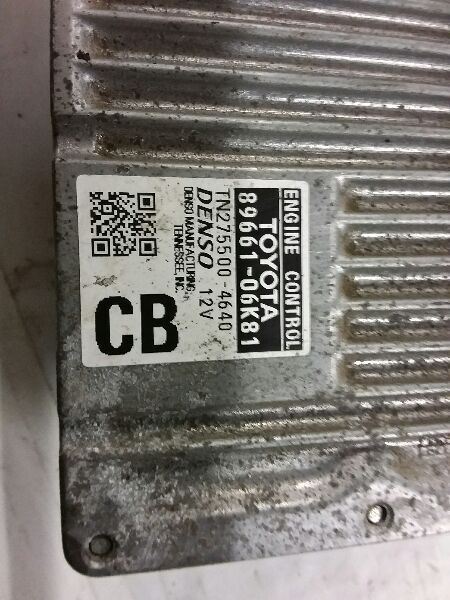 ENGINE CONTROL
TOYOTA
89661-06K81
TN275500-4640
DENSO 12V
DENSO MANUFACTURING
TENNESSEE, INC.
CB